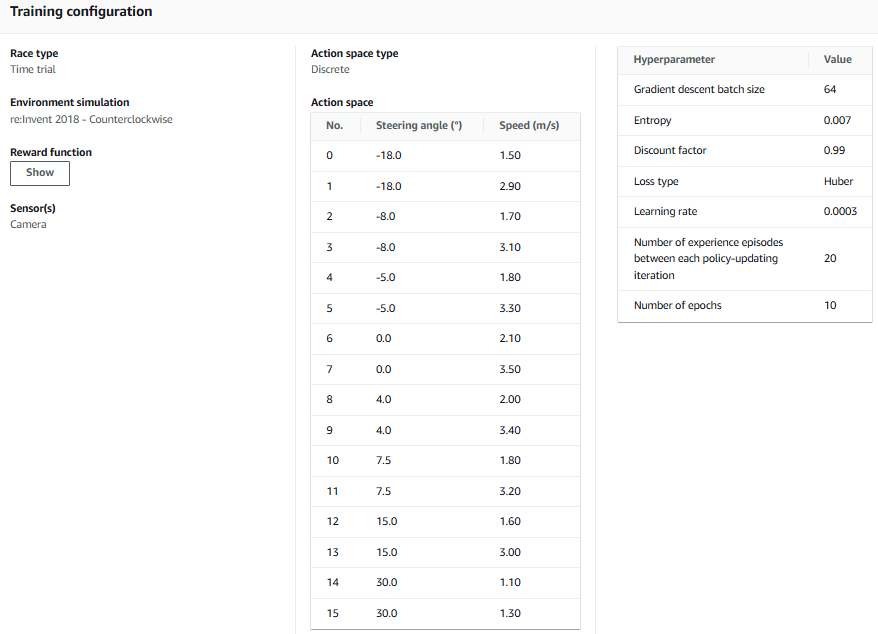 Training configuration
Race type
Time trial
Environment simulation
re:Invent 2018 - Counterclockwise
Reward function
Show
Sensor(s)
Camera
Action space type
Discrete
Action space
No. Steering angle (°) Speed (m/s)
0 -18.0 1.50
1 -18.0 2.90
2 -8.0 1.70
3 -8.0 3.10
4 -5.0 1.80
5 -5.0 3.30
6 0.0 2.10
7 0.0 3.50
8 4.0 2.00
9 4.0 3.40
10 7.5 1.80
11 7.5 3.20
12 15.0 1.60
13 15.0 3.00
14 30.0 1.10
15 30.0 1.30
Hyperparameter Value
Gradient descent batch size 64
Entropy 0.007
Discount factor 0.99
Loss type Huber
Learning rate 0.0003
Number of experience episodes
between each policy-updating 20
iteration
Number of epochs 10